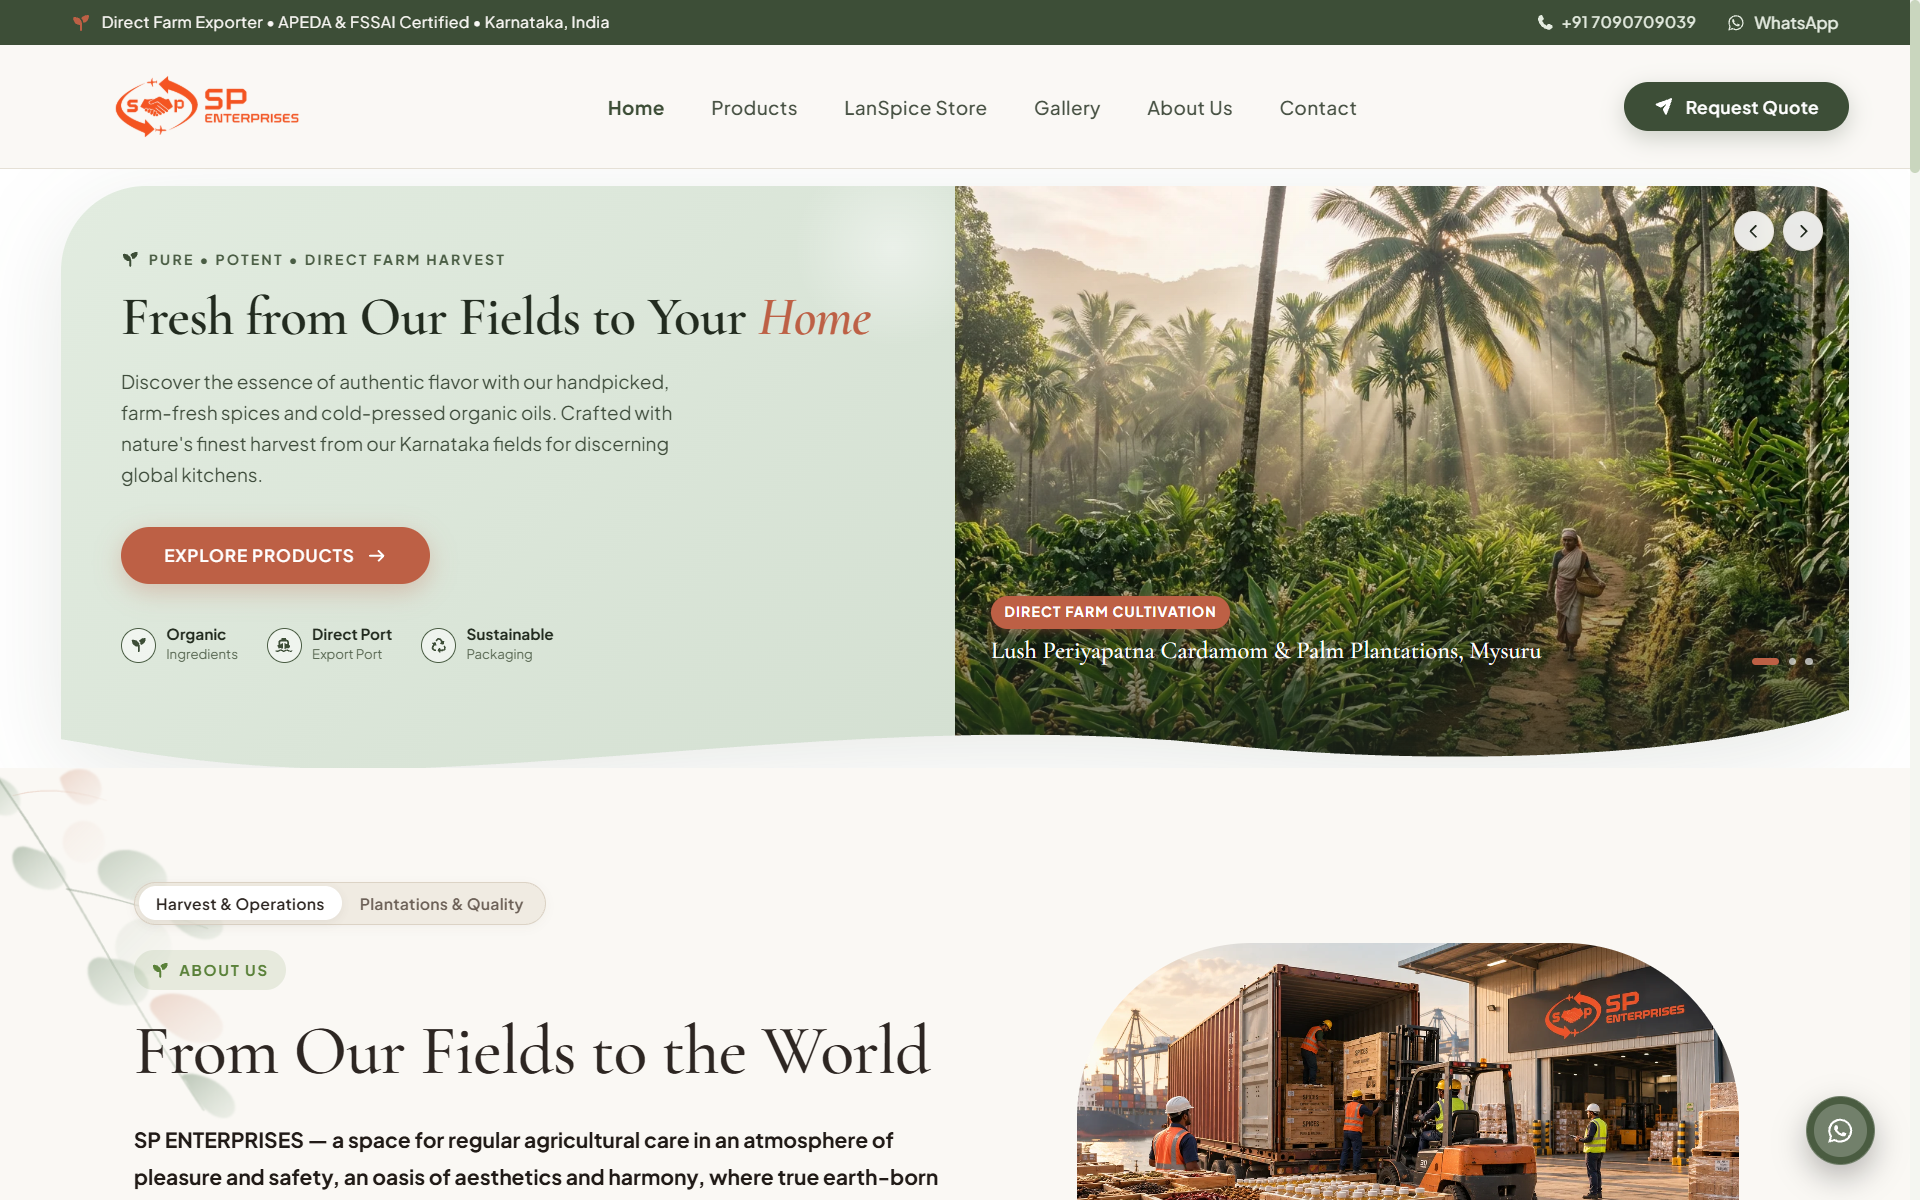 Direct Farm Exporter • APEDA & FSSAI Certified • Karnataka, India
+91 7090709039
WhatsApp
S P
SP
ENTERPRISES
Home
Products
LanSpice Store
Gallery
About Us
Contact
Request Quote
PURE • POTENT • DIRECT FARM HARVEST
Fresh from Our Fields to Your Home
Discover the essence of authentic flavor with our handpicked,
farm-fresh spices and cold-pressed organic oils. Crafted with
nature's finest harvest from our Karnataka fields for discerning
global kitchens.
EXPLORE PRODUCTS
Organic
Ingredients
Direct Port
Export Port
Sustainable
Packaging
DIRECT FARM CULTIVATION
Lush Periyapatna Cardamom & Palm Plantations, Mysuru
Harvest & Operations
Plantations & Quality
ABOUT US
From Our Fields to the World
SP ENTERPRISES — a space for regular agricultural care in an atmosphere of
pleasure and safety, an oasis of aesthetics and harmony, where true earth-born
S P
SP
ENTERPRISES
SPICES
SPICES